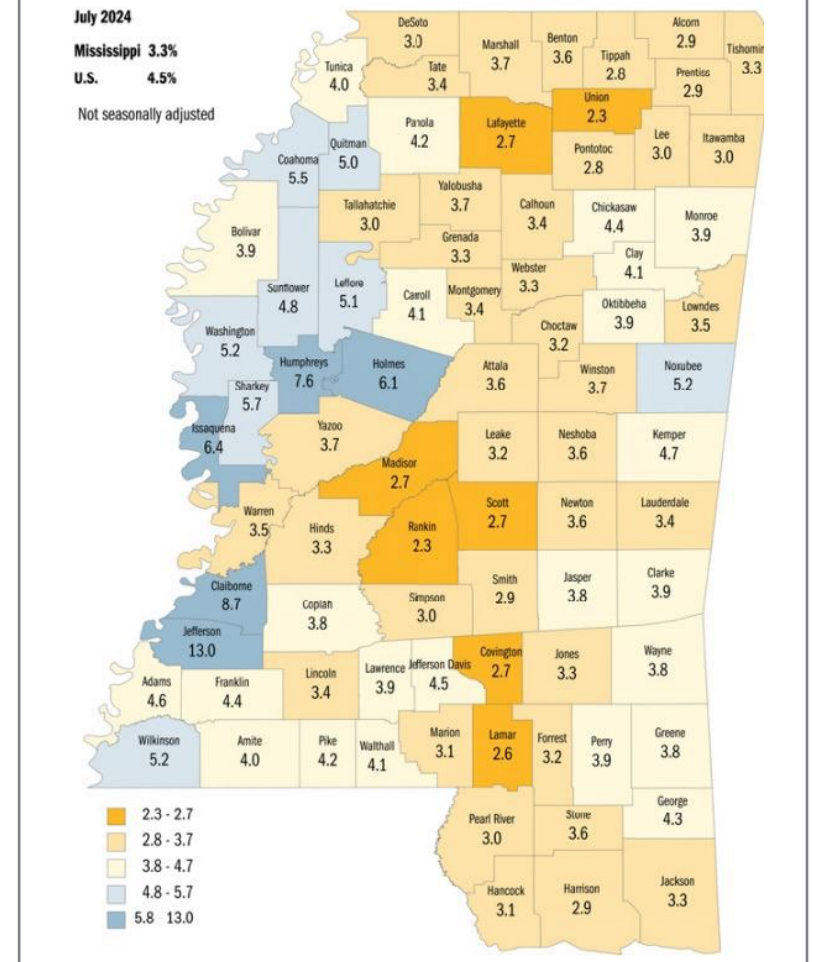 July 2024
Mississippi 3.3%
U.S. 4.5%
Not seasonally adjusted
DeSoto
3.0
Marshall
3.7
Benton
3.6
Tippah
2.8
Alcorn
2.9
Tishomin
3.3
Prentiss
2.9
Tunica
4.0
Tate
3.4
Union
2.3
Panola
4.2
Lafayette
2.7
Pontotoc
2.8
Lee
3.0
Itawamba
3.0
Coahoma
5.5
Quitman
5.0
Yalobusha
3.7
Tallahatchie
3.0
Calhoun
3.4
Chickasaw
4.4
Monroe
3.9
Bolivar
3.9
Grenada
3.3
Clay
4.1
Webster
3.3
Sunflower
4.8
Leflore
5.1
Carroll
4.1
Montgomery
3.4
Oktibbeha
3.9
Lowndes
3.5
Choctaw
3.2
Washington
5.2
Humphreys
7.6
Holmes
6.1
Attala
3.6
Winston
3.7
Noxubee
5.2
Sharkey
5.7
Issaquena
6.4
Yazoo
3.7
Leake
3.2
Neshoba
3.6
Kemper
4.7
Madisor
2.7
Warren
3.5
Hinds
3.3
Rankin
2.3
Scott
2.7
Newton
3.6
Lauderdale
3.4
Claiborne
8.7
Copiah
3.8
Simpson
3.0
Smith
2.9
Jasper
3.8
Clarke
3.9
Jefferson
13.0
Adams
4.6
Franklin
4.4
Lincoln
3.4
Lawrence
3.9
Jefferson Davis
4.5
Covington
2.7
Jones
3.3
Wayne
3.8
Wilkinson
5.2
Amite
4.0
Pike
4.2
Walthall
4.1
Marion
3.1
Lamar
2.6
Forrest
3.2
Perry
3.9
Greene
3.8
Pearl River
3.0
Stone
3.6
George
4.3
Hancock
3.1
Harrison
2.9
Jackson
3.3
2.3 - 2.7
2.8 - 3.7
3.8 - 4.7
4.8 - 5.7
5.8 13.0